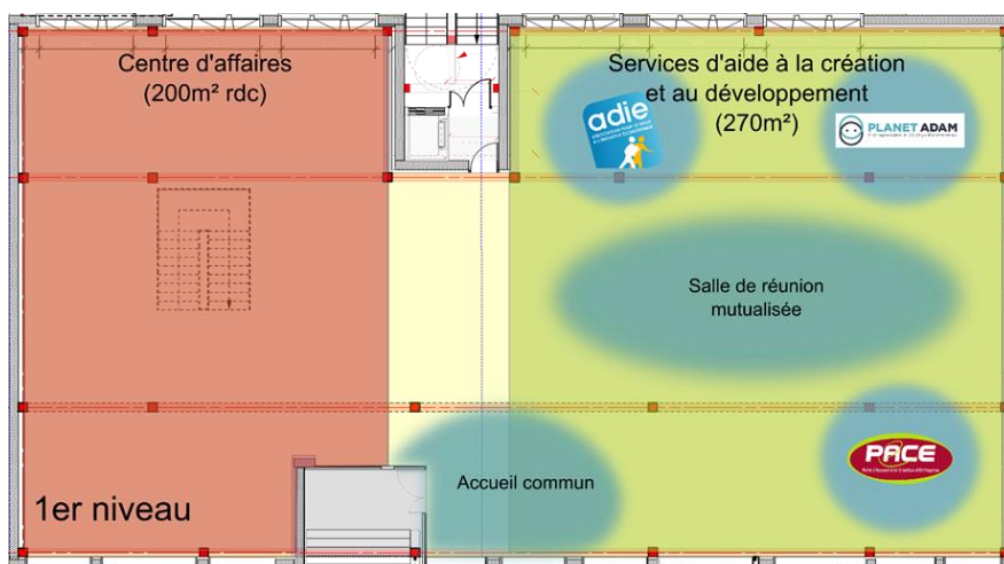 Centre d'affaires
(200m² rdc)
Services d'aide à la création
et au développement
(270m²)
adie
PLANET ADAM
Salle de réunion
mutualisée
PACE
Accueil commun
1er niveau